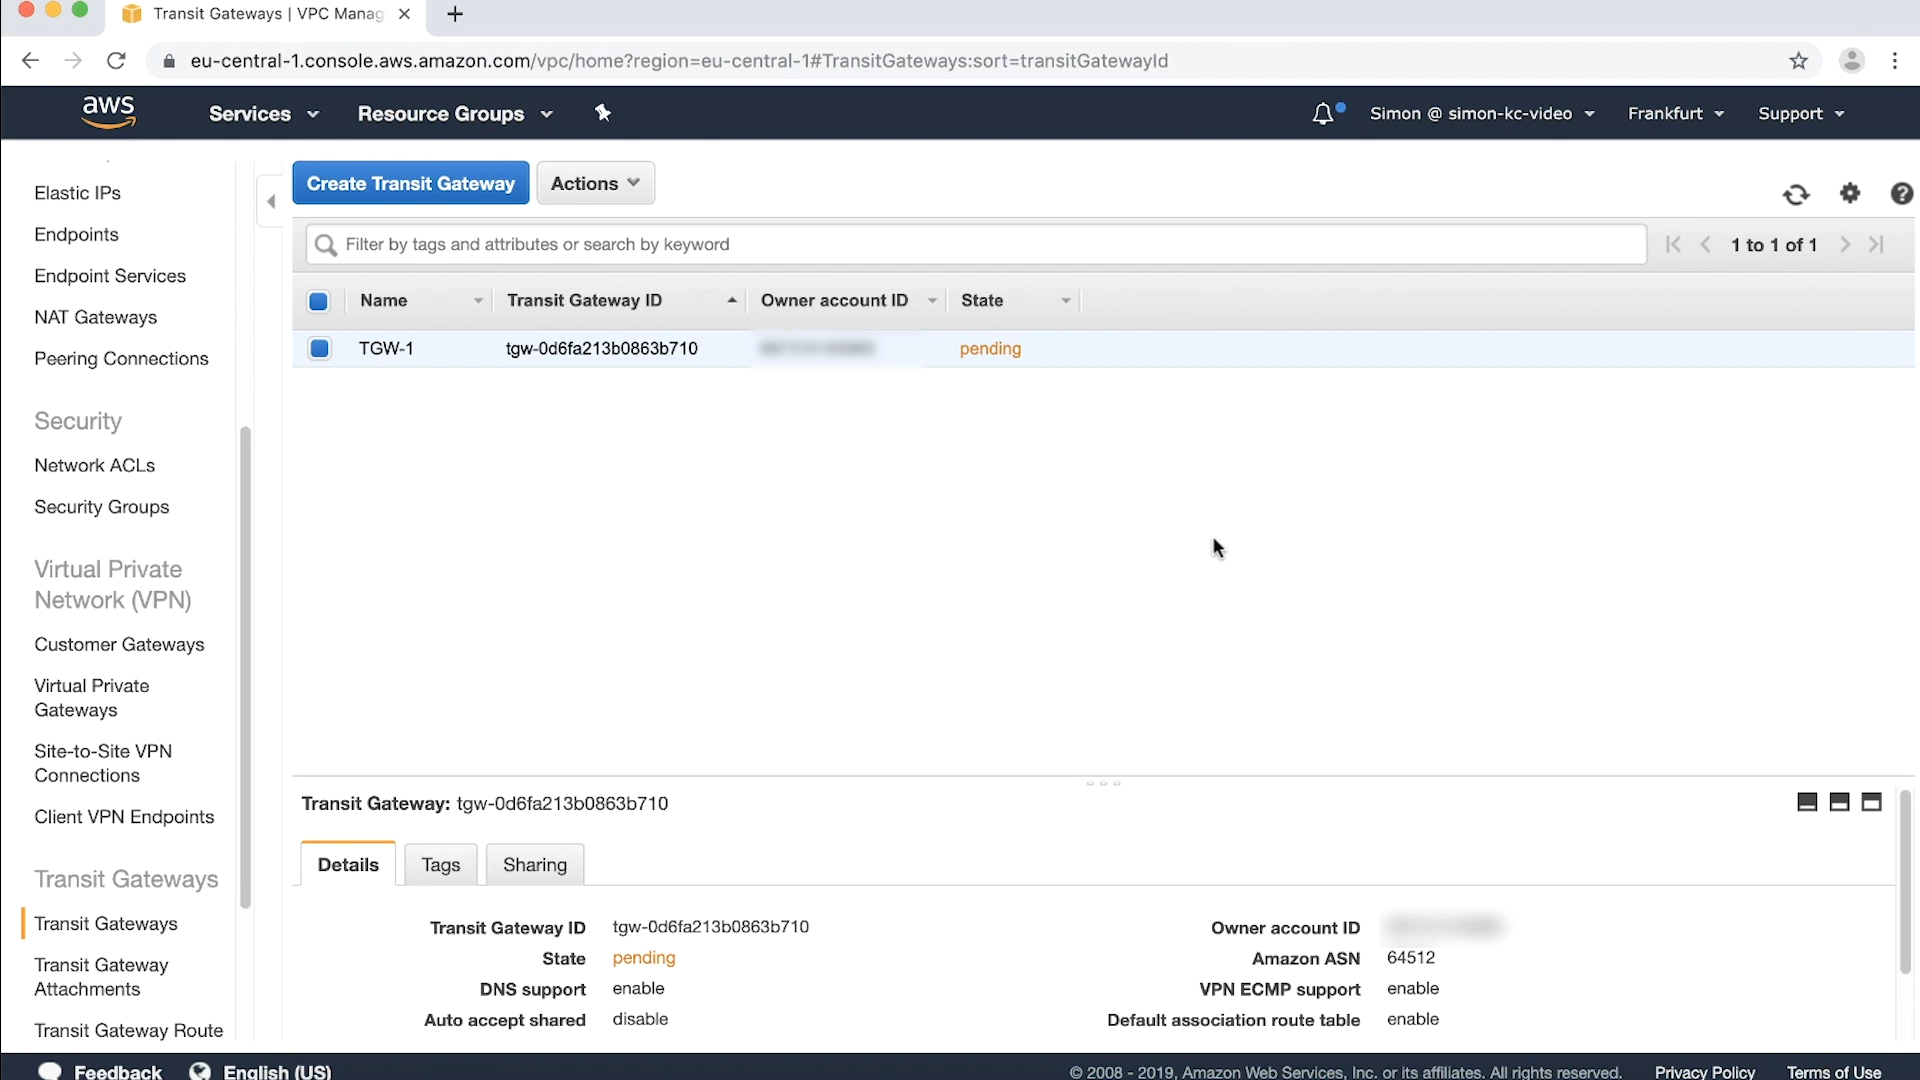 Transit Gateways | VPC Manag
eu-central-1.console.aws.amazon.com/vpc/home?region=eu-central-1#TransitGateways:sort=transitGatewayId
aws Services Resource Groups Simon @ simon-kc-video Frankfurt Support
Elastic IPs
Endpoints
Endpoint Services
NAT Gateways
Peering Connections
Security
Network ACLs
Security Groups
Virtual Private
Network (VPN)
Customer Gateways
Virtual Private
Gateways
Site-to-Site VPN
Connections
Client VPN Endpoints
Transit Gateways
Transit Gateways
Transit Gateway
Attachments
Transit Gateway Route
Create Transit Gateway Actions
Filter by tags and attributes or search by keyword 1 to 1 of 1
Name Transit Gateway ID Owner account ID State
TGW-1 tgw-0d6fa213b0863b710 pending
Transit Gateway: tgw-0d6fa213b0863b710
Details Tags Sharing
Transit Gateway ID tgw-0d6fa213b0863b710 Owner account ID
State pending Amazon ASN 64512
DNS support enable VPN ECMP support enable
Auto accept shared disable Default association route table enable
Feedback English (US) © 2008 - 2019, Amazon Web Services, Inc. or its affiliates. All rights reserved. Privacy Policy Terms of Use